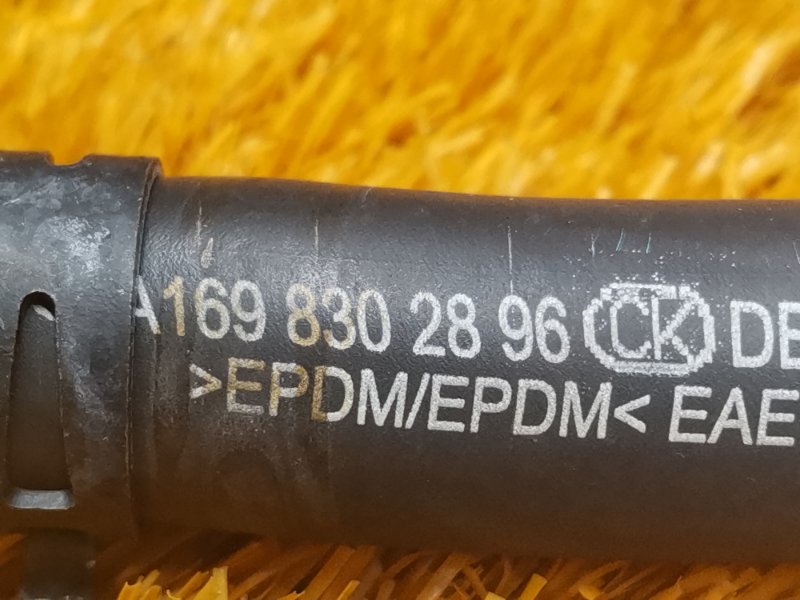 A169 830 28 96 CK DE
>EPDM/EPDM< EAE